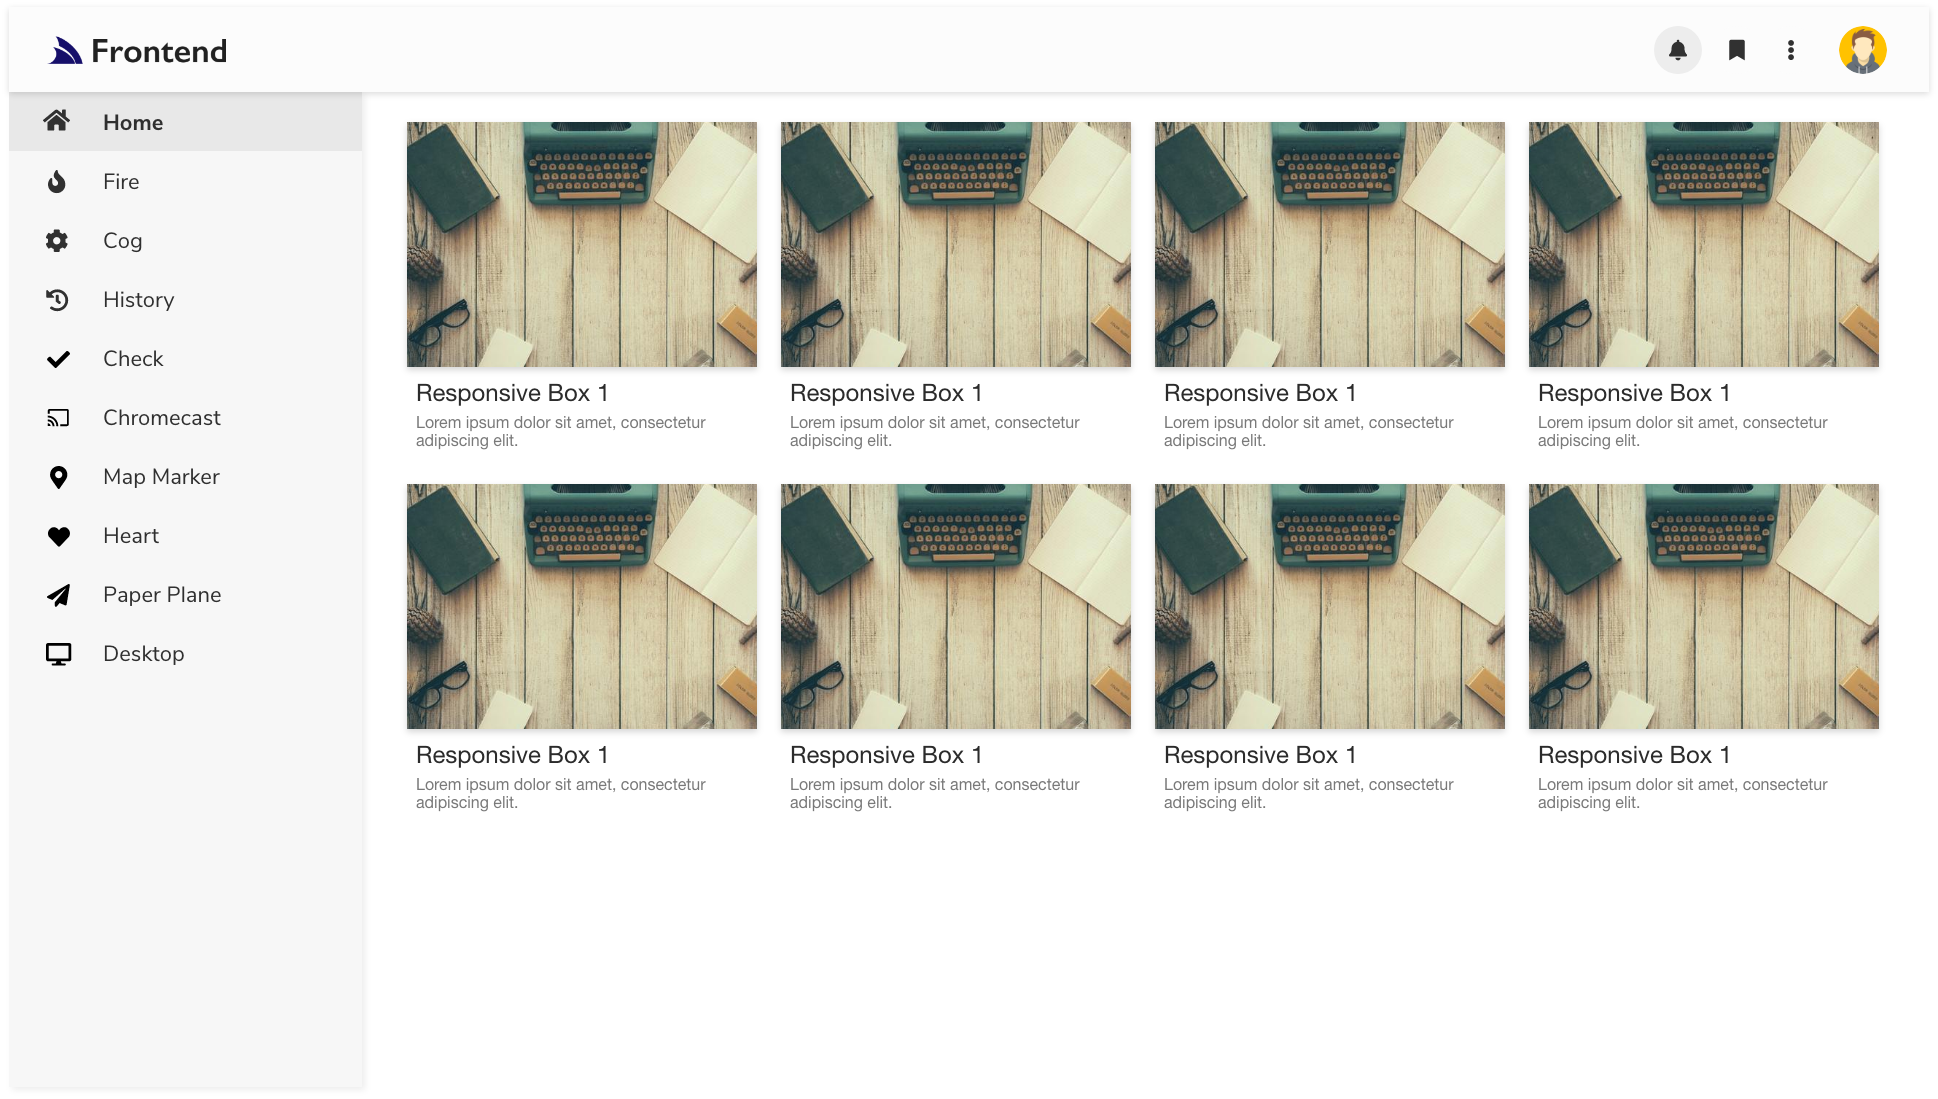 Frontend
Home
Fire
Cog
History
Check
Chromecast
Map Marker
Heart
Paper Plane
Desktop
Responsive Box 1
Lorem ipsum dolor sit amet, consectetur
adipiscing elit.
Responsive Box 1
Lorem ipsum dolor sit amet, consectetur
adipiscing elit.
Responsive Box 1
Lorem ipsum dolor sit amet, consectetur
adipiscing elit.
Responsive Box 1
Lorem ipsum dolor sit amet, consectetur
adipiscing elit.
Responsive Box 1
Lorem ipsum dolor sit amet, consectetur
adipiscing elit.
Responsive Box 1
Lorem ipsum dolor sit amet, consectetur
adipiscing elit.
Responsive Box 1
Lorem ipsum dolor sit amet, consectetur
adipiscing elit.
Responsive Box 1
Lorem ipsum dolor sit amet, consectetur
adipiscing elit.